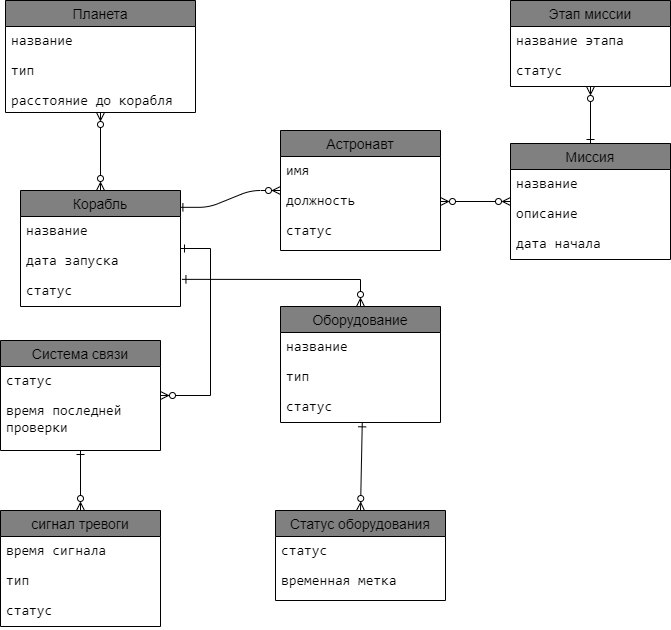 Планета
название
тип
расстояние до корабля
Этап миссии
название этапа
статус
Астронавт
имя
должность
статус
Миссия
название
описание
дата начала
Корабль
название
дата запуска
статус
Оборудование
название
тип
статус
Система связи
статус
время последней
проверки
сигнал тревоги
время сигнала
тип
статус
Статус оборудования
статус
временная метка